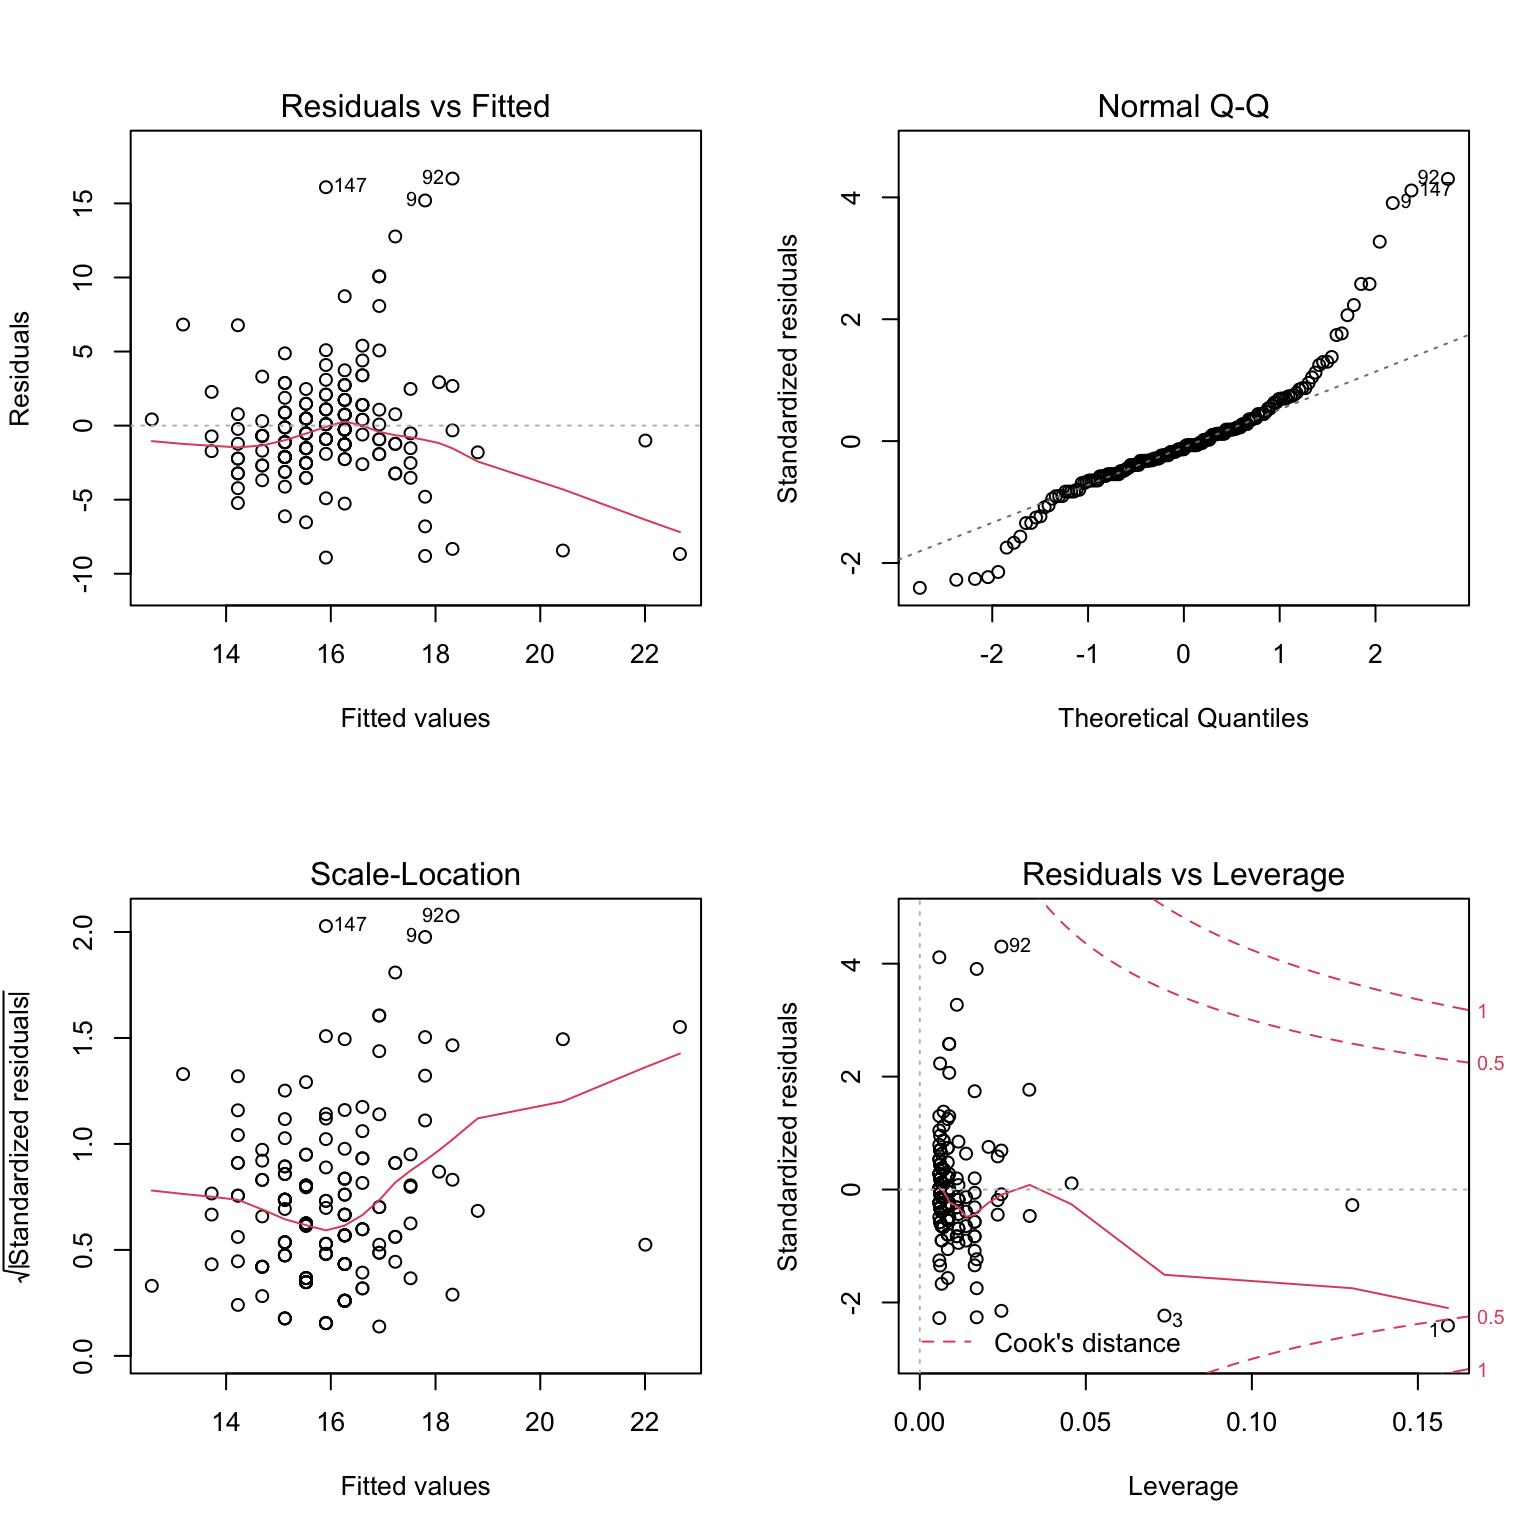 Residuals vs Fitted
Residuals
15
10
5
0
-5
-10
147
92
9
14 16 18 20 22
Fitted values
Normal Q-Q
Standardized residuals
4
2
0
-2
92
147
9
-2 -1 0 1 2
Theoretical Quantiles
Scale-Location
√|Standardized residuals|
2.0
1.5
1.0
0.5
0.0
147
92
9
14 16 18 20 22
Fitted values
Residuals vs Leverage
Standardized residuals
4
2
0
-2
92
3
1
1
0.5
0.5
1
Cook's distance
0.00 0.05 0.10 0.15
Leverage